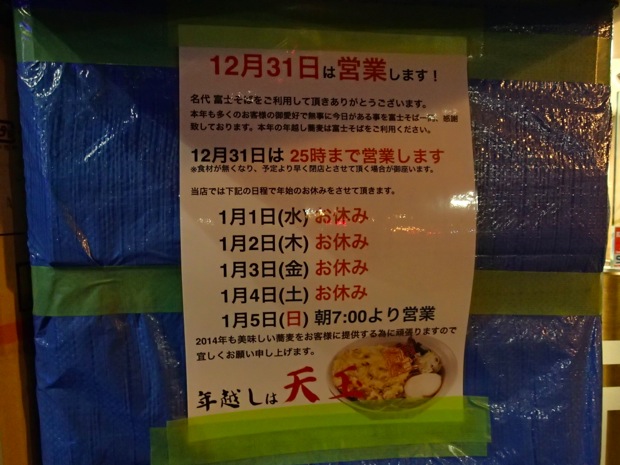 12月31日は営業します！
名代 富士そばをご利用して頂きありがとうございます。
本年も多くのお客様の御愛好で無事に今日がある事を富士そば一同、感謝
致しております。本年の年越し蕎麦は富士そばをご利用ください。
12月31日は 25時まで営業します
※食材が無くなり、予定より早く閉店とさせて頂く場合が御座います。
当店では下記の日程で年始のお休みをさせて頂きます。
1月1日(水) お休み
1月2日(木) お休み
1月3日(金) お休み
1月4日(土) お休み
1月5日(日) 朝7:00より営業
2014年も美味しい蕎麦をお客様に提供する為に頑張りますので
宜しくお願い申し上げます。
年越しは 天玉